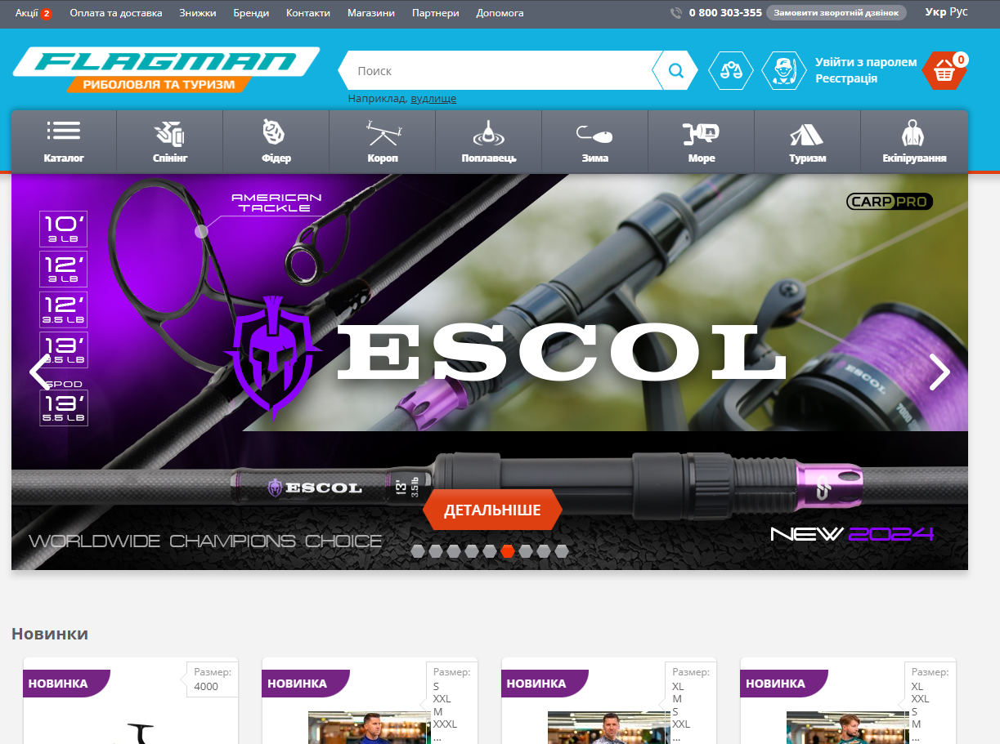 Акції 2 Оплата та доставка Знижки Бренди Контакти Магазини Партнери Допомога 0 800 303-355 Замовити зворотній дзвінок Укр Рус
FLAGMAN
РИБОЛОВЛЯ ТА ТУРИЗМ
Поиск
Наприклад, вудлище
Увійти з паролем
Реєстрація
0
Каталог Спінінг Фідер Короп Поплавець Зима Море Туризм Екіпірування
AMERICAN
TACKLE
CARP PRO
10’
3 LB
12’
3 LB
12’
3.5 LB
13’
3.5 LB
SPOD
13’
5.5 LB
ESCOL
ESCOL
7000
ESCOL
13'
3.5lb
ДЕТАЛЬНІШЕ
WORLDWIDE CHAMPIONS CHOICE
NEW 2024
Новинки
НОВИНКА
Размер:
4000
НОВИНКА
Размер:
S
XXL
M
XXXL
...
НОВИНКА
Размер:
XL
M
S
XXL
...
НОВИНКА
Размер:
XL
XXL
S
M
...